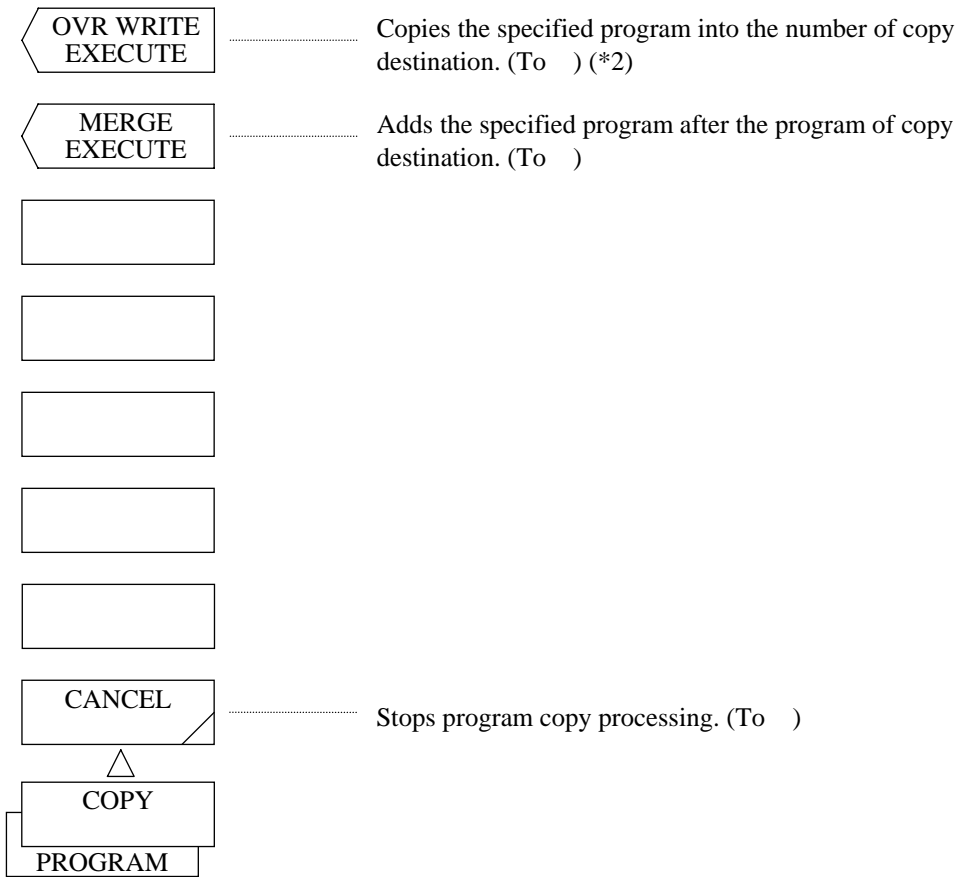 OVR WRITE
EXECUTE
Copies the specified program into the number of copy
destination. (To    ) (*2)
MERGE
EXECUTE
Adds the specified program after the program of copy
destination. (To    )
CANCEL
Stops program copy processing. (To    )
COPY
PROGRAM